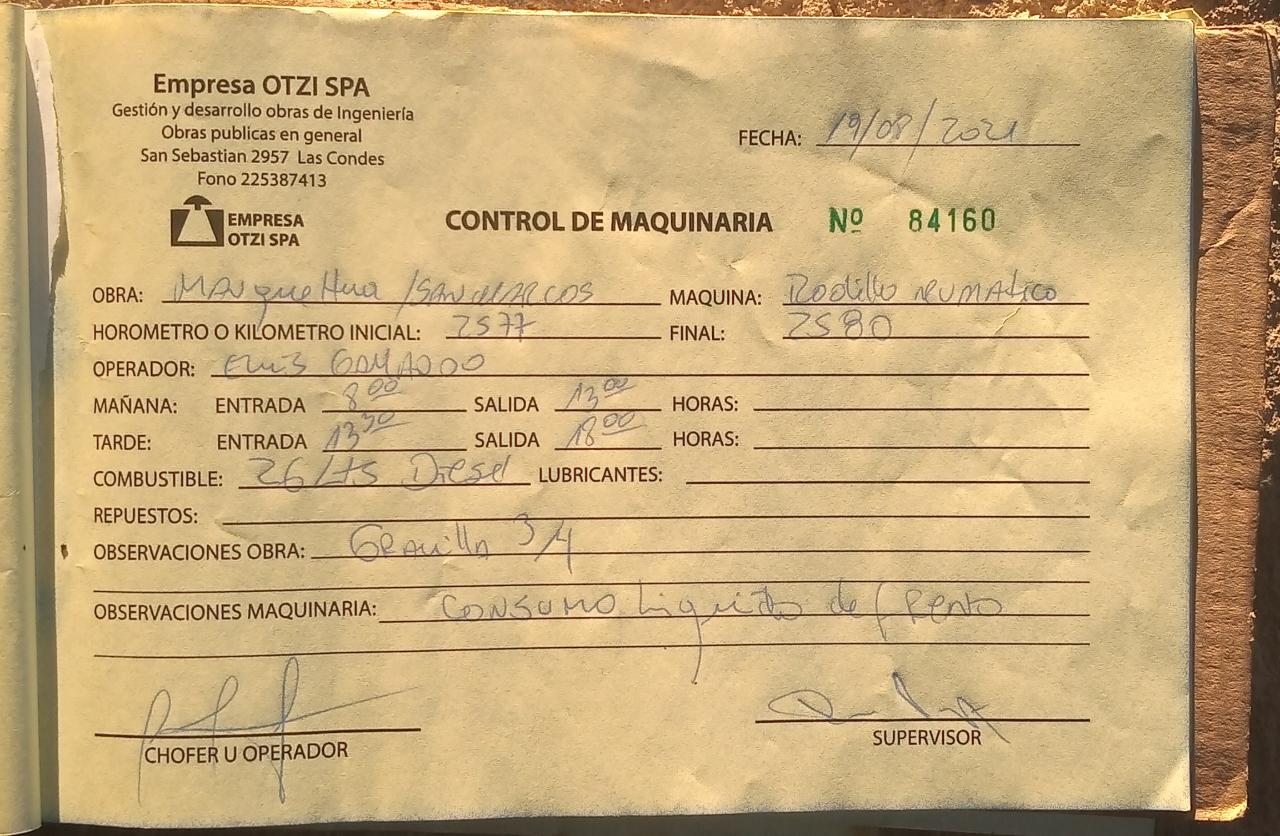 Empresa OTZI SPA
Gestión y desarrollo obras de Ingeniería
Obras publicas en general
San Sebastian 2957 Las Condes
Fono 225387413
FECHA: 19/08/2021
EMPRESA
OTZI SPA
CONTROL DE MAQUINARIA Nº 84160
OBRA: /SAN MARCOS MAQUINA: Rodillo NEUMATICO
HOROMETRO O KILOMETRO INICIAL: 2577 FINAL: 2580
OPERADOR:
MAÑANA: ENTRADA 8 00 SALIDA 13 00 HORAS:
TARDE: ENTRADA 13 30 SALIDA 18 00 HORAS:
COMBUSTIBLE: 26 Lts Diesel LUBRICANTES:
REPUESTOS:
OBSERVACIONES OBRA: GRAvillA 3/4
OBSERVACIONES MAQUINARIA: CONSUMO Liquido de fReno
CHOFER U OPERADOR
SUPERVISOR